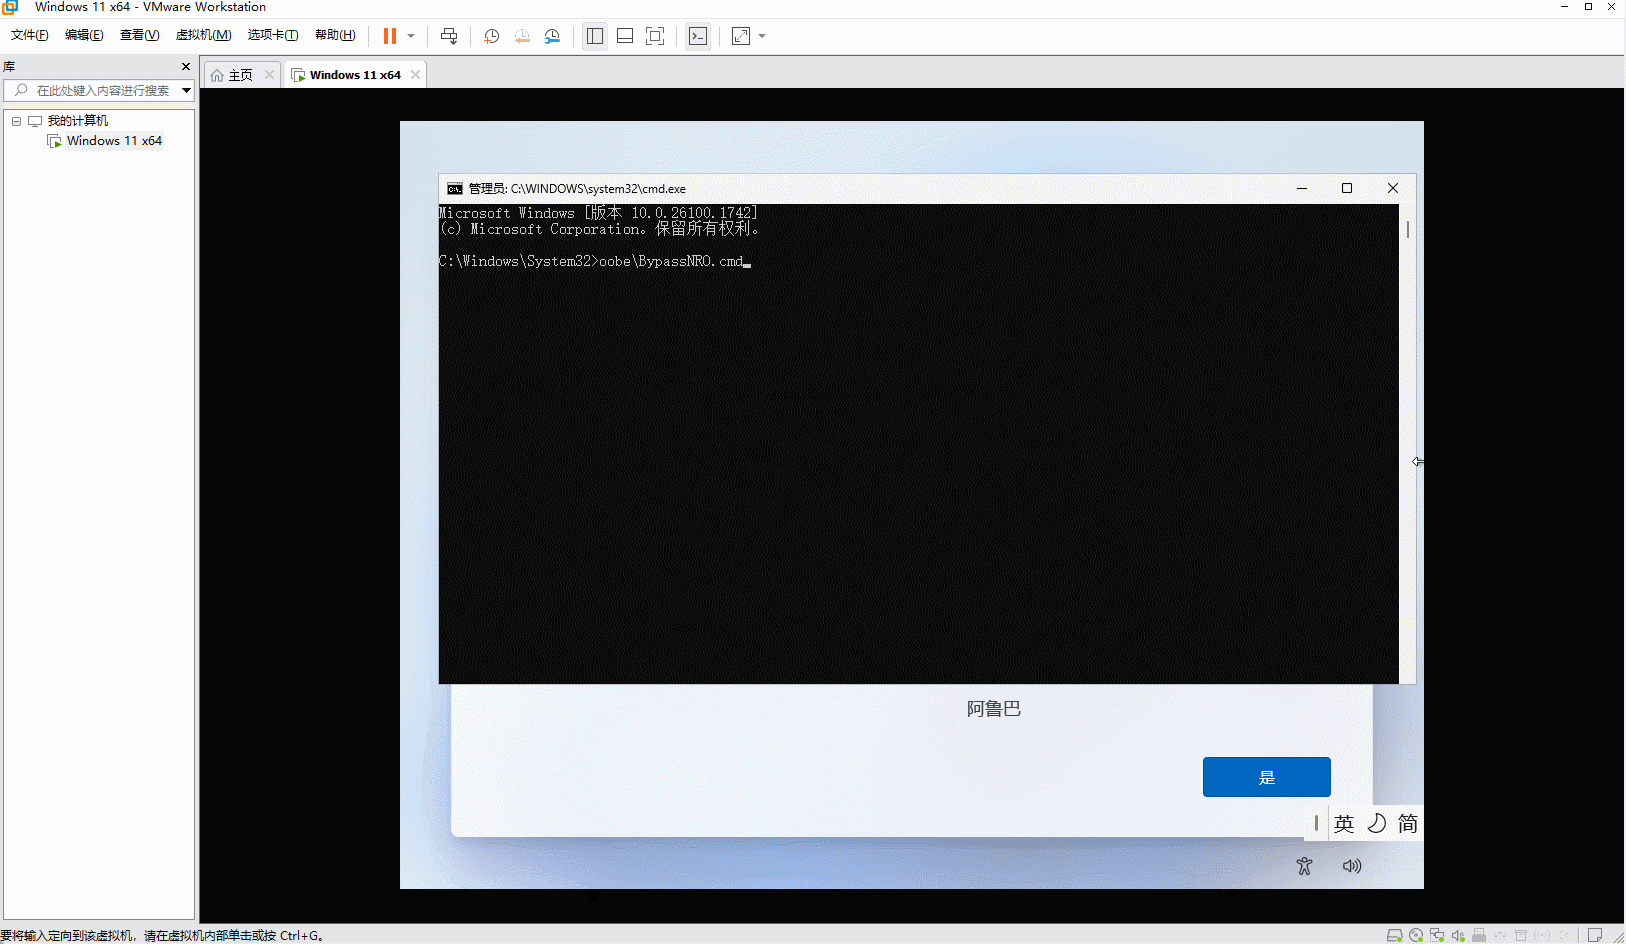 Windows 11 x64 - VMware Workstation
文件(F) 编辑(E) 查看(V) 虚拟机(M) 选项卡(T) 帮助(H)
库
主页
Windows 11 x64
在此处键入内容进行搜索
我的计算机
Windows 11 x64
管理员: C:\WINDOWS\system32\cmd.exe
Microsoft Windows [版本 10.0.26100.1742]
(c) Microsoft Corporation。保留所有权利。
C:\Windows\System32>oobe\BypassNRO.cmd
阿鲁巴
是
英 简
要将输入定向到该虚拟机，请在虚拟机内部单击或按 Ctrl+G。